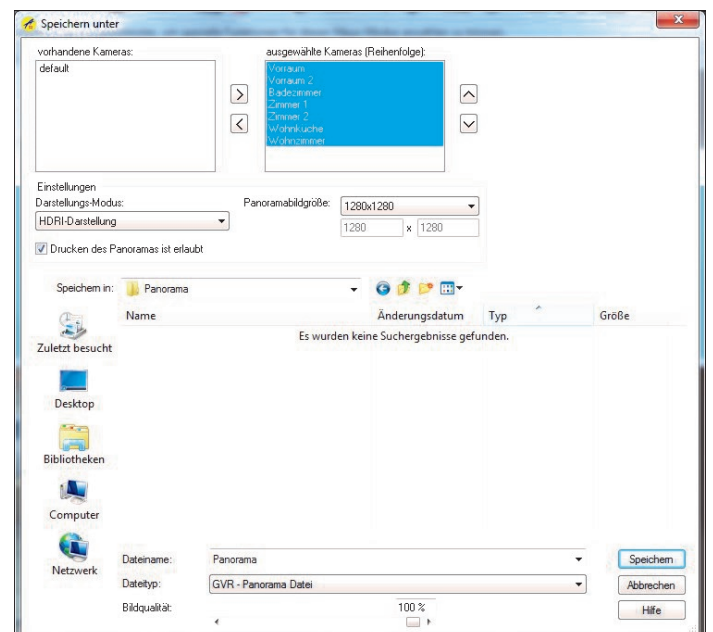 Speichern unter
vorhandene Kameras:
ausgewählte Kameras (Reihenfolge):
default
Vorraum
Vorraum 2
Badezimmer
Zimmer 1
Zimmer 2
Wohnküche
Wohnzimmer
Einstellungen
Darstellungs-Modus:
Panoramabildgröße:
HDRI-Darstellung
1280x1280
1280 x 1280
Drucken des Panoramas ist erlaubt
Speichern in:
Panorama
Name Änderungsdatum Typ Größe
Es wurden keine Suchergebnisse gefunden.
Zuletzt besucht
Desktop
Bibliotheken
Computer
Netzwerk
Dateiname: Panorama
Speichern
Dateityp: GVR - Panorama Datei
Abbrechen
Bildqualität: 100 %
Hilfe